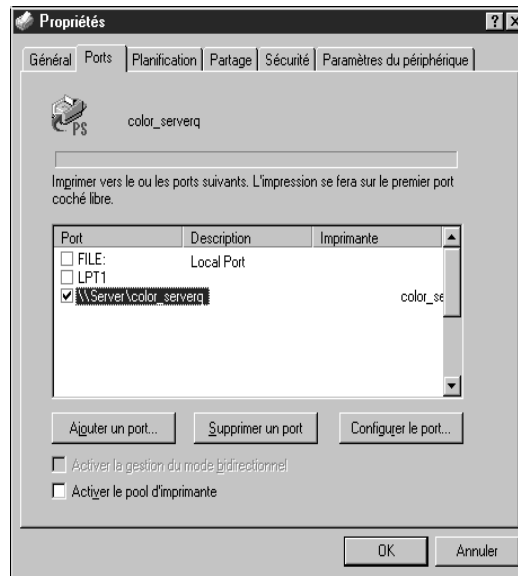 Propriétés
Général Ports Planification Partage Sécurité Paramètres du périphérique
PS
color_serverq
Imprimer vers le ou les ports suivants. L'impression se fera sur le premier port
coché libre.
Port Description Imprimante
FILE: Local Port
LPT1
\\Server\color_serverq color_se
Ajouter un port... Supprimer un port Configurer le port...
Activer la gestion du mode bidirectionnel
Activer le pool d'imprimante
OK Annuler